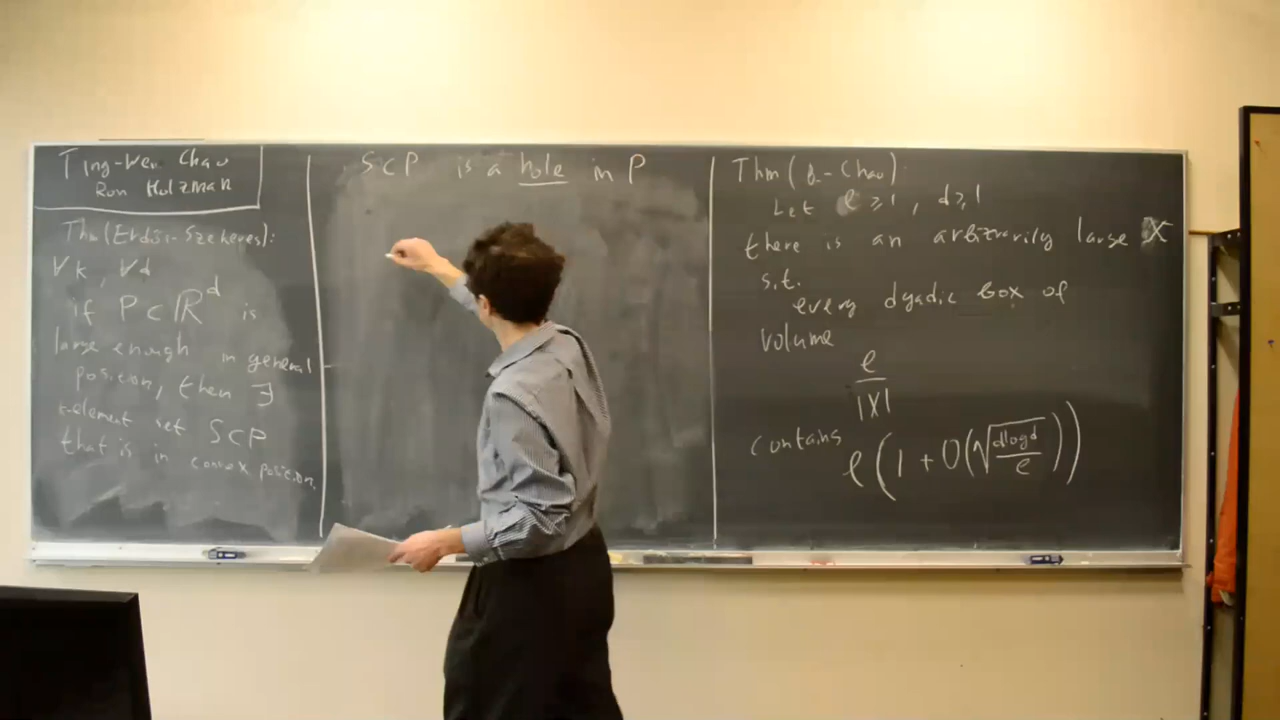 Ting-Wei Chao
Ron Holzman
Thm (Erdős-Szekeres):
∀k, ∀d
if P⊂ℝ^d is
large enough in general
position, then ∃
k-element set S⊂P
that is in convex position.
S⊂P is a hole in P
Thm (B-Chao):
Let ℓ≥1, d≥1
there is an arbitrarily large X
s.t.
every dyadic box of
volume
ℓ/|X|
contains ℓ(1+O(√(dlogd/ℓ)))